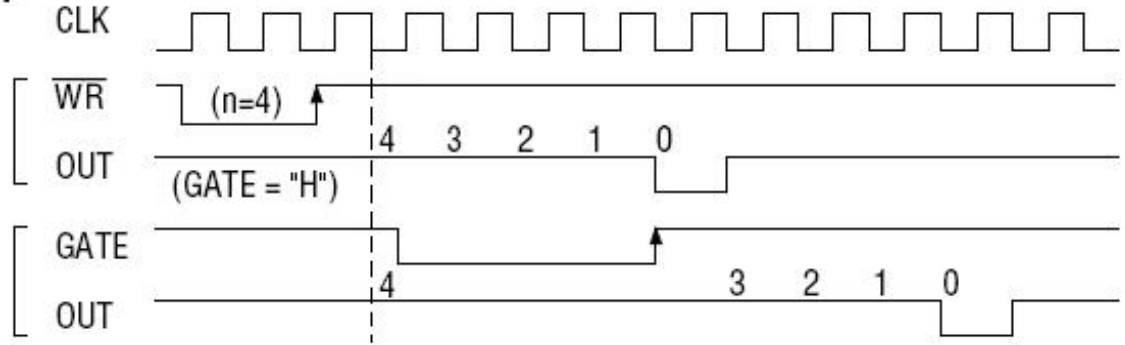 CLK
WR (n=4)
4 3 2 1 0
OUT
(GATE = "H")
GATE
4 3 2 1 0
OUT